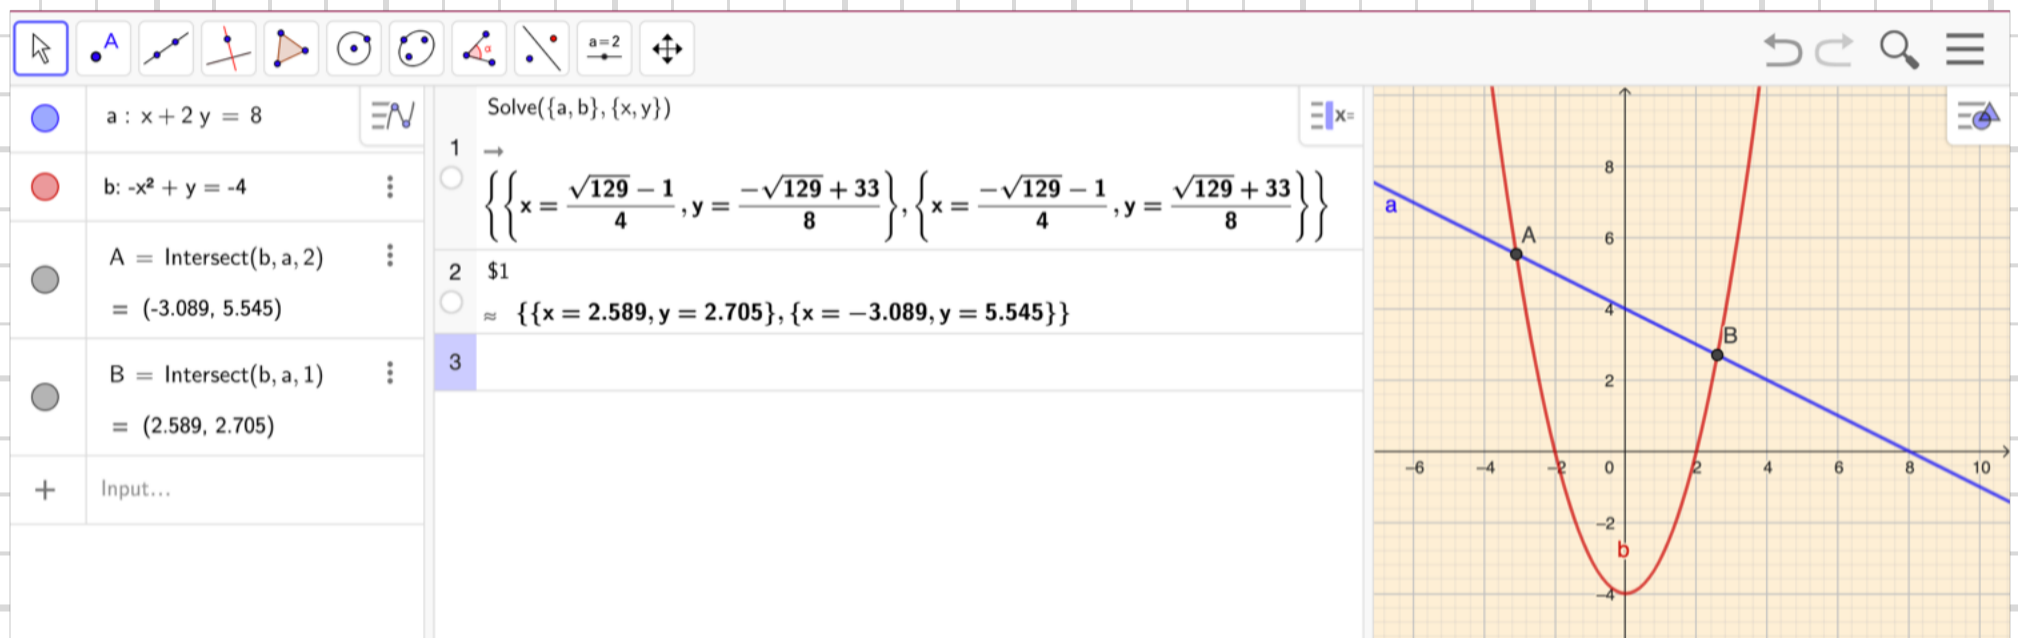 A
α
a=2
a : x + 2 y = 8
b: -x² + y = -4
A = Intersect(b, a, 2)
= (-3.089, 5.545)
B = Intersect(b, a, 1)
= (2.589, 2.705)
+ Input...
Solve({a, b}, {x, y})
1 →
{{x = (√129 − 1)/4, y = (−√129 + 33)/8}, {x = (−√129 − 1)/4, y = (√129 + 33)/8}}
2 $1
≈ {{x = 2.589, y = 2.705}, {x = −3.089, y = 5.545}}
3
x=
8
a
A
6
4
B
2
−6 −4 −2 0 2 4 6 8 10
−2
b
−4